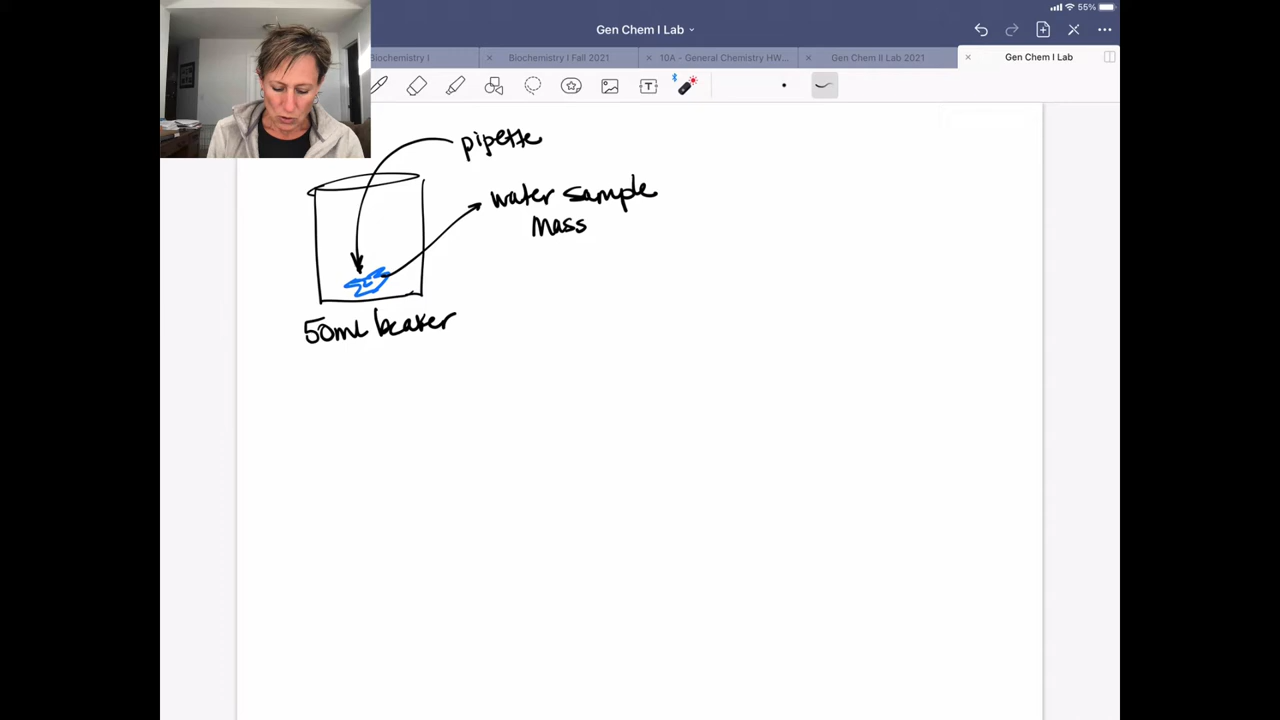 55%
Gen Chem I Lab
Biochemistry I
Biochemistry I Fall 2021
10A - General Chemistry HW...
Gen Chem II Lab 2021
Gen Chem I Lab
T
pipette
water sample
mass
50ml beaker